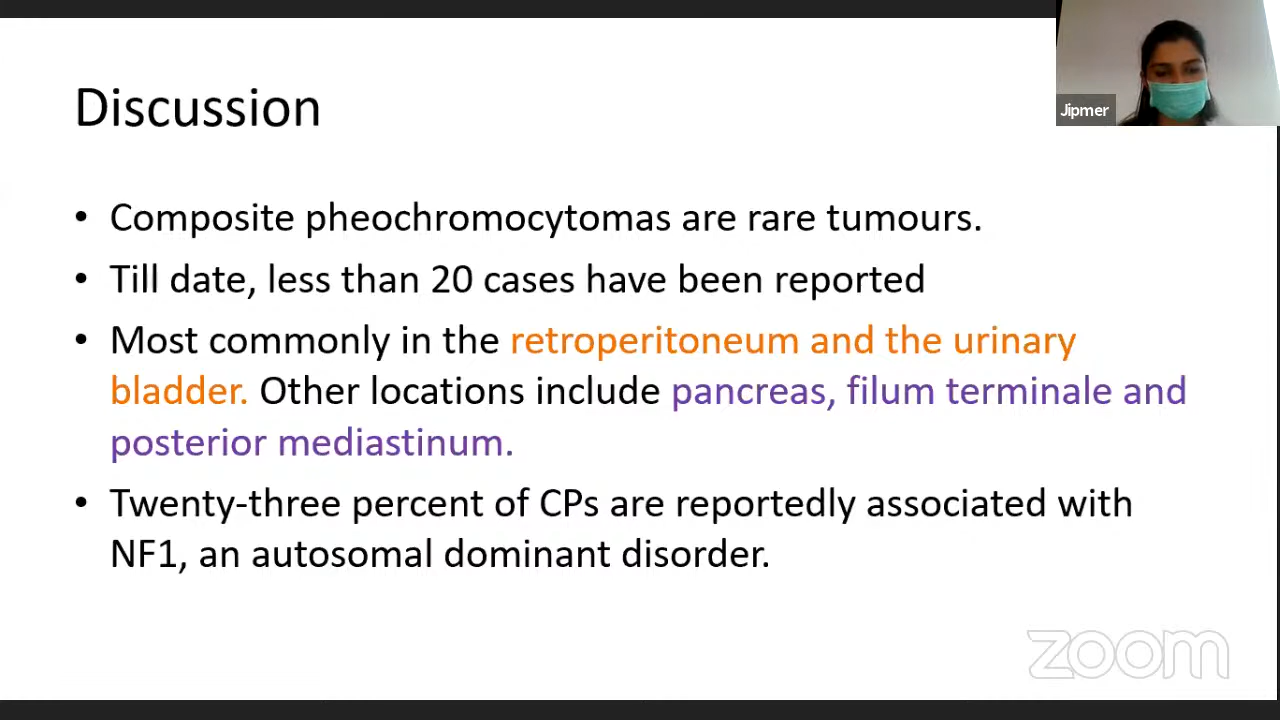 Jipmer
Discussion
• Composite pheochromocytomas are rare tumours.
• Till date, less than 20 cases have been reported
• Most commonly in the retroperitoneum and the urinary
bladder. Other locations include pancreas, filum terminale and
posterior mediastinum.
• Twenty-three percent of CPs are reportedly associated with
NF1, an autosomal dominant disorder.
zoom